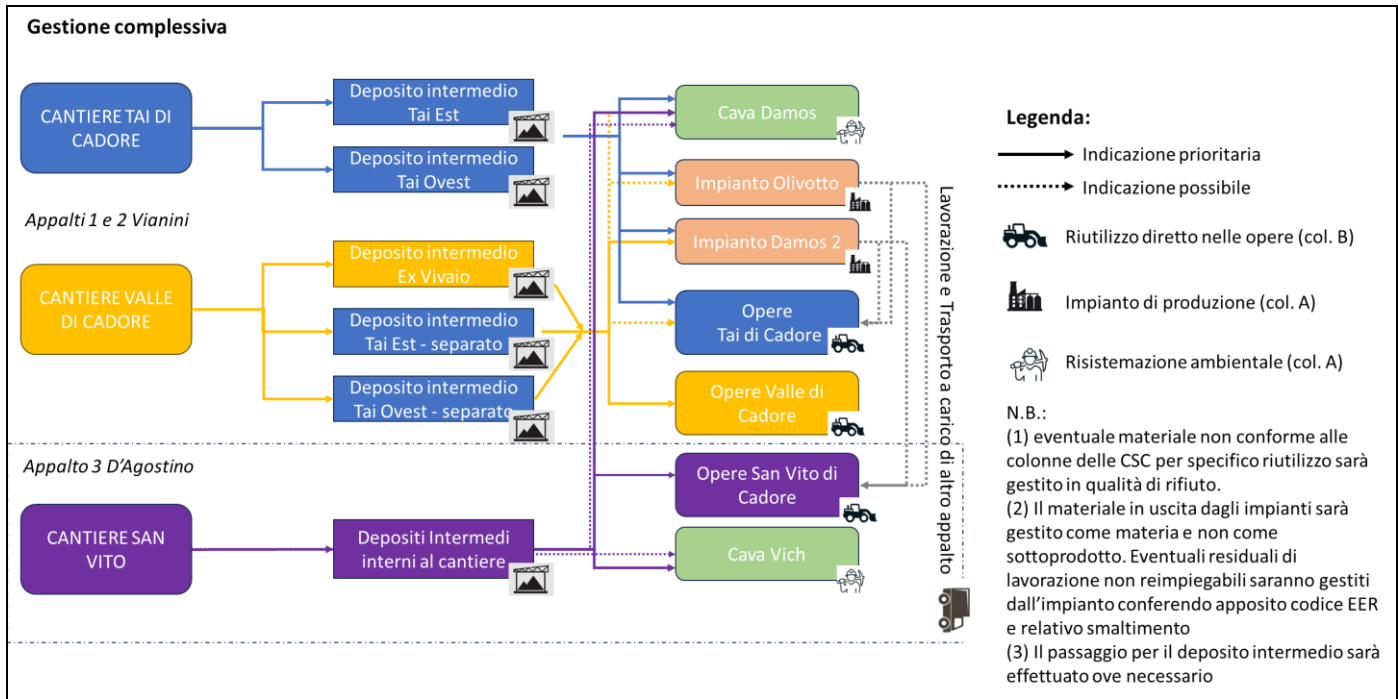 Gestione complessiva
CANTIERE TAI DI
CADORE
Deposito intermedio
Tai Est
Deposito intermedio
Tai Ovest
Appalti 1 e 2 Vianini
CANTIERE VALLE
DI CADORE
Deposito intermedio
Ex Vivaio
Deposito intermedio
Tai Est - separato
Deposito intermedio
Tai Ovest - separato
Appalto 3 D'Agostino
CANTIERE SAN
VITO
Depositi Intermedi
interni al cantiere
Cava Damos
Impianto Olivotto
Impianto Damos 2
Opere
Tai di Cadore
Opere Valle di
Cadore
Opere San Vito di
Cadore
Cava Vich
Lavorazione e Trasporto a carico di altro appalto
Legenda:
Indicazione prioritaria
Indicazione possibile
Riutilizzo diretto nelle opere (col. B)
Impianto di produzione (col. A)
Risistemazione ambientale (col. A)
N.B.:
(1) eventuale materiale non conforme alle
colonne delle CSC per specifico riutilizzo sarà
gestito in qualità di rifiuto.
(2) Il materiale in uscita dagli impianti sarà
gestito come materia e non come
sottoprodotto. Eventuali residuali di
lavorazione non reimpiegabili saranno gestiti
dall'impianto conferendo apposito codice EER
e relativo smaltimento
(3) Il passaggio per il deposito intermedio sarà
effettuato ove necessario